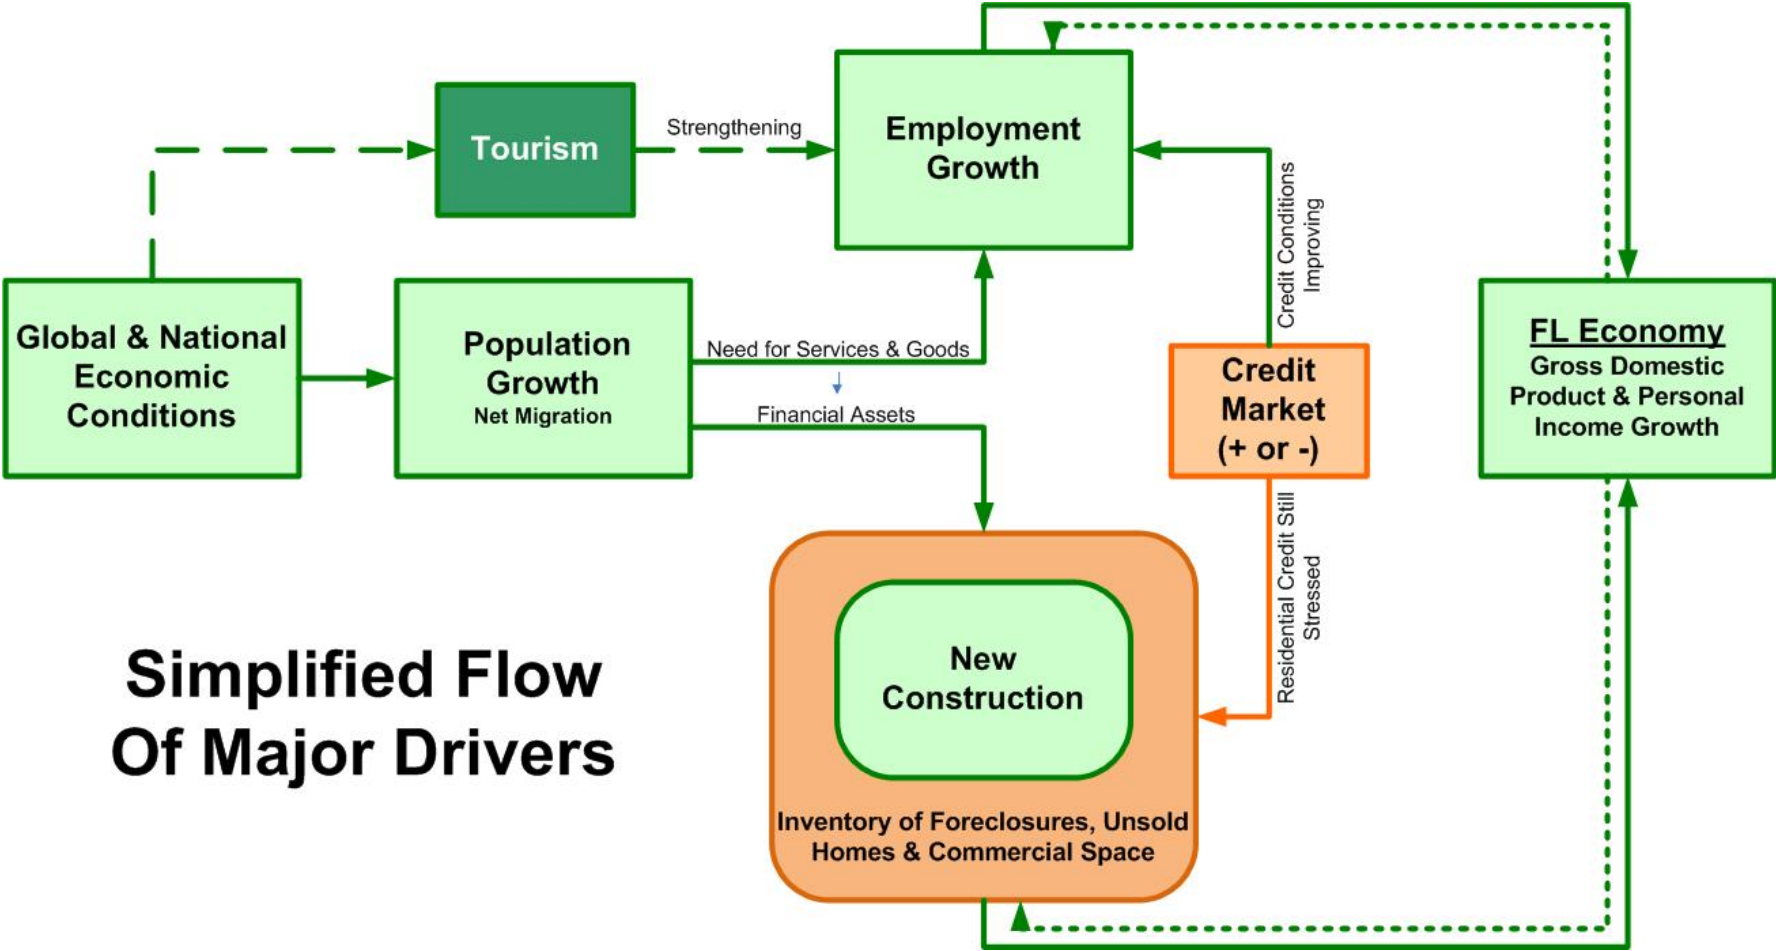 Tourism
Strengthening
Employment
Growth
Credit Conditions
Improving
Global & National
Economic
Conditions
Population
Growth
Net Migration
Need for Services & Goods
Financial Assets
Credit
Market
(+ or -)
FL Economy
Gross Domestic
Product & Personal
Income Growth
Residential Credit Still
Stressed
New
Construction
Inventory of Foreclosures, Unsold
Homes & Commercial Space
Simplified Flow
Of Major Drivers